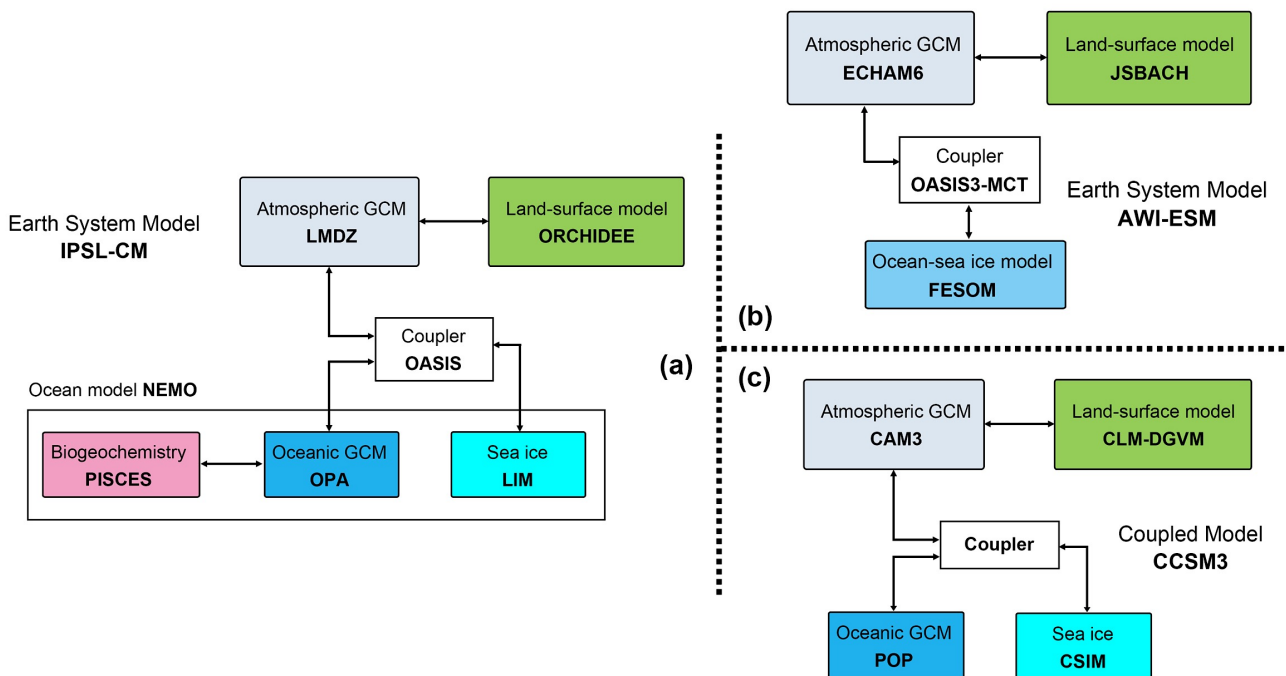 Earth System Model
IPSL-CM
Atmospheric GCM
LMDZ
Land-surface model
ORCHIDEE
Coupler
OASIS
(a)
Ocean model NEMO
Biogeochemistry
PISCES
Oceanic GCM
OPA
Sea ice
LIM
Atmospheric GCM
ECHAM6
Land-surface model
JSBACH
Coupler
OASIS3-MCT
Earth System Model
AWI-ESM
Ocean-sea ice model
FESOM
(b)
(c)
Atmospheric GCM
CAM3
Land-surface model
CLM-DGVM
Coupler
Coupled Model
CCSM3
Oceanic GCM
POP
Sea ice
CSIM